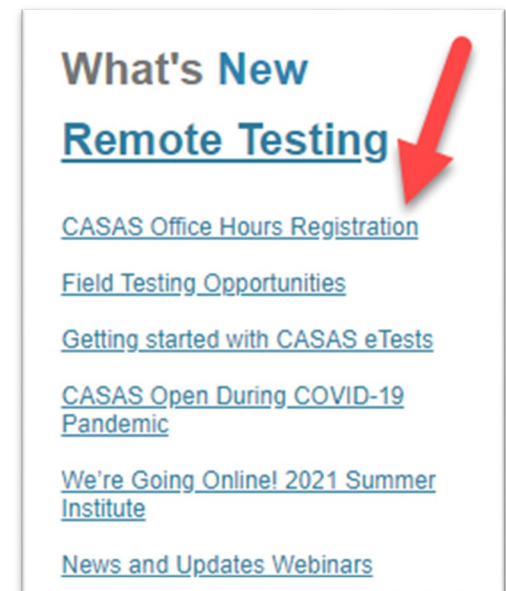 What's New
Remote Testing
CASAS Office Hours Registration
Field Testing Opportunities
Getting started with CASAS eTests
CASAS Open During COVID-19
Pandemic
We're Going Online! 2021 Summer
Institute
News and Updates Webinars